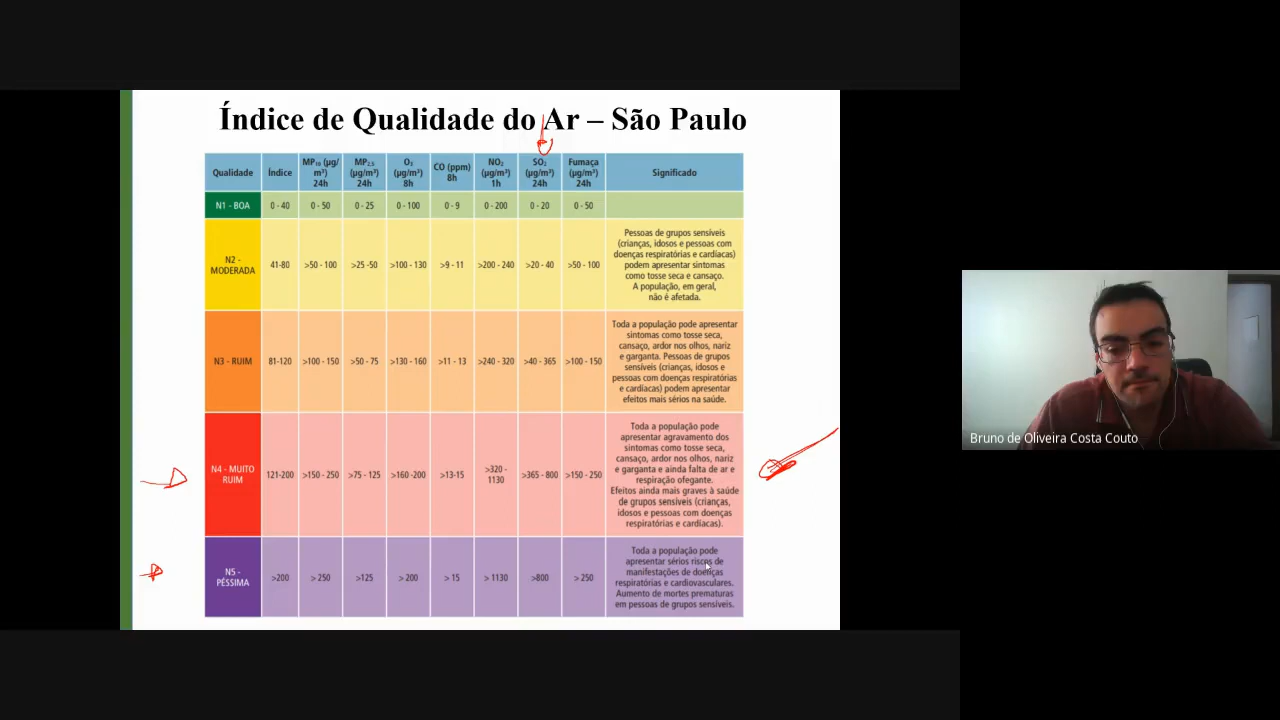 Índice de Qualidade do Ar – São Paulo
Qualidade
Índice
MP₁₀ (µg/
m³)
24h
MP₂,₅
(µg/m³)
24h
O₃
(µg/m³)
8h
CO (ppm)
8h
NO₂
(µg/m³)
1h
SO₂
(µg/m³)
24h
Fumaça
(µg/m³)
24h
Significado
N1 - BOA
0 - 40
0 - 50
0 - 25
0 - 100
0 - 9
0 - 200
0 - 20
0 - 50
N2 -
MODERADA
41-80
>50 - 100
>25 -50
>100 - 130
>9 - 11
>200 - 240
>20 - 40
>50 - 100
Pessoas de grupos sensíveis
(crianças, idosos e pessoas com
doenças respiratórias e cardíacas)
podem apresentar sintomas
como tosse seca e cansaço.
A população, em geral,
não é afetada.
N3 - RUIM
81-120
>100 - 150
>50 - 75
>130 - 160
>11 - 13
>240 - 320
>40 - 365
>100 - 150
Toda a população pode apresentar
sintomas como tosse seca,
cansaço, ardor nos olhos, nariz
e garganta. Pessoas de grupos
sensíveis (crianças, idosos e
pessoas com doenças respiratórias
e cardíacas) podem apresentar
efeitos mais sérios na saúde.
N4 - MUITO
RUIM
121-200
>150 - 250
>75 - 125
>160 -200
>13-15
>320 -
1130
>365 - 800
>150 - 250
Toda a população pode
apresentar agravamento dos
sintomas como tosse seca,
cansaço, ardor nos olhos, nariz
e garganta e ainda falta de ar e
respiração ofegante.
Efeitos ainda mais graves à saúde
de grupos sensíveis (crianças,
idosos e pessoas com doenças
respiratórias e cardíacas).
N5 -
PÉSSIMA
>200
> 250
>125
> 200
> 15
> 1130
>800
> 250
Toda a população pode
apresentar sérios riscos de
manifestações de doenças
respiratórias e cardiovasculares.
Aumento de mortes prematuras
em pessoas de grupos sensíveis.
Bruno de Oliveira Costa Couto